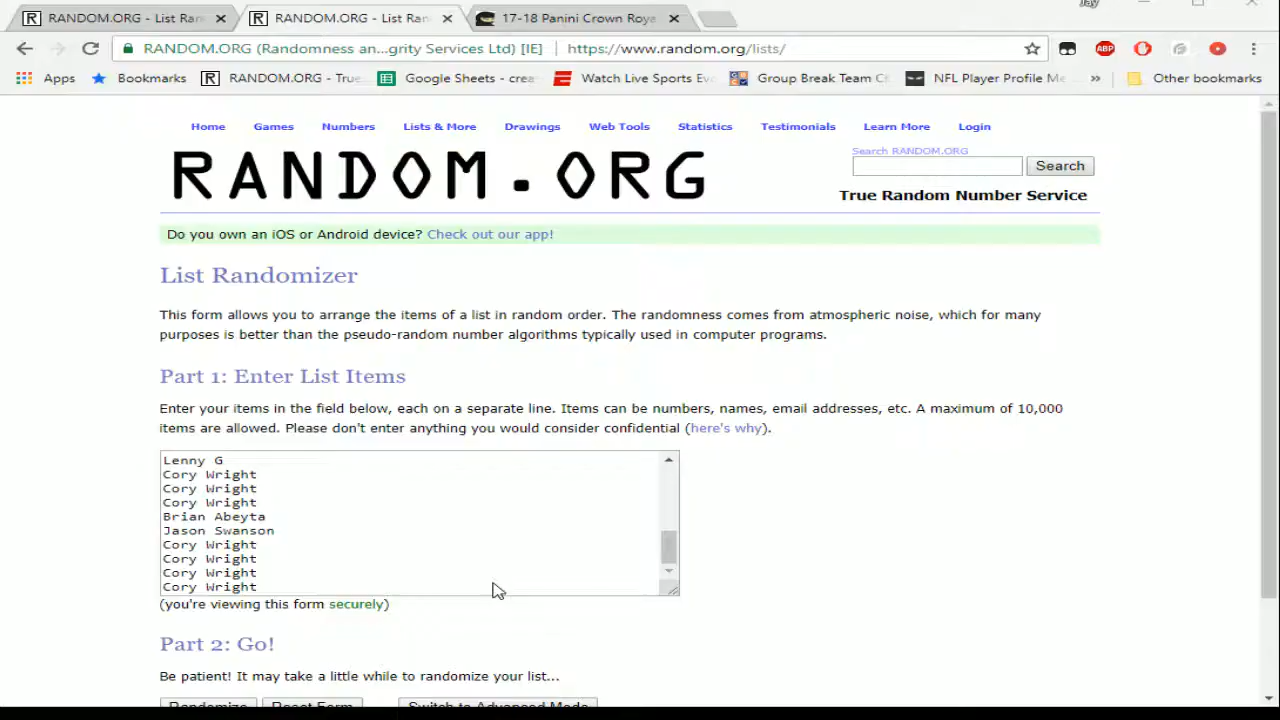 Jay
RANDOM.ORG - List Ran
RANDOM.ORG - List Ran
17-18 Panini Crown Roya
RANDOM.ORG (Randomness an...grity Services Ltd) [IE]
https://www.random.org/lists/
ABP
Apps
Bookmarks
R
RANDOM.ORG - True
Google Sheets - crea
Watch Live Sports Ev
Group Break Team C
NFL Player Profile Me
»
Other bookmarks
Home Games Numbers Lists & More Drawings Web Tools Statistics Testimonials Learn More Login
RANDOM.ORG
Search RANDOM.ORG
Search
True Random Number Service
Do you own an iOS or Android device? Check out our app!
List Randomizer
This form allows you to arrange the items of a list in random order. The randomness comes from atmospheric noise, which for many
purposes is better than the pseudo-random number algorithms typically used in computer programs.
Part 1: Enter List Items
Enter your items in the field below, each on a separate line. Items can be numbers, names, email addresses, etc. A maximum of 10,000
items are allowed. Please don't enter anything you would consider confidential (here's why).
Lenny G
Cory Wright
Cory Wright
Cory Wright
Brian Abeyta
Jason Swanson
Cory Wright
Cory Wright
Cory Wright
Cory Wright
(you're viewing this form securely)
Part 2: Go!
Be patient! It may take a little while to randomize your list...
Randomize Reset Form Switch to Advanced Mode